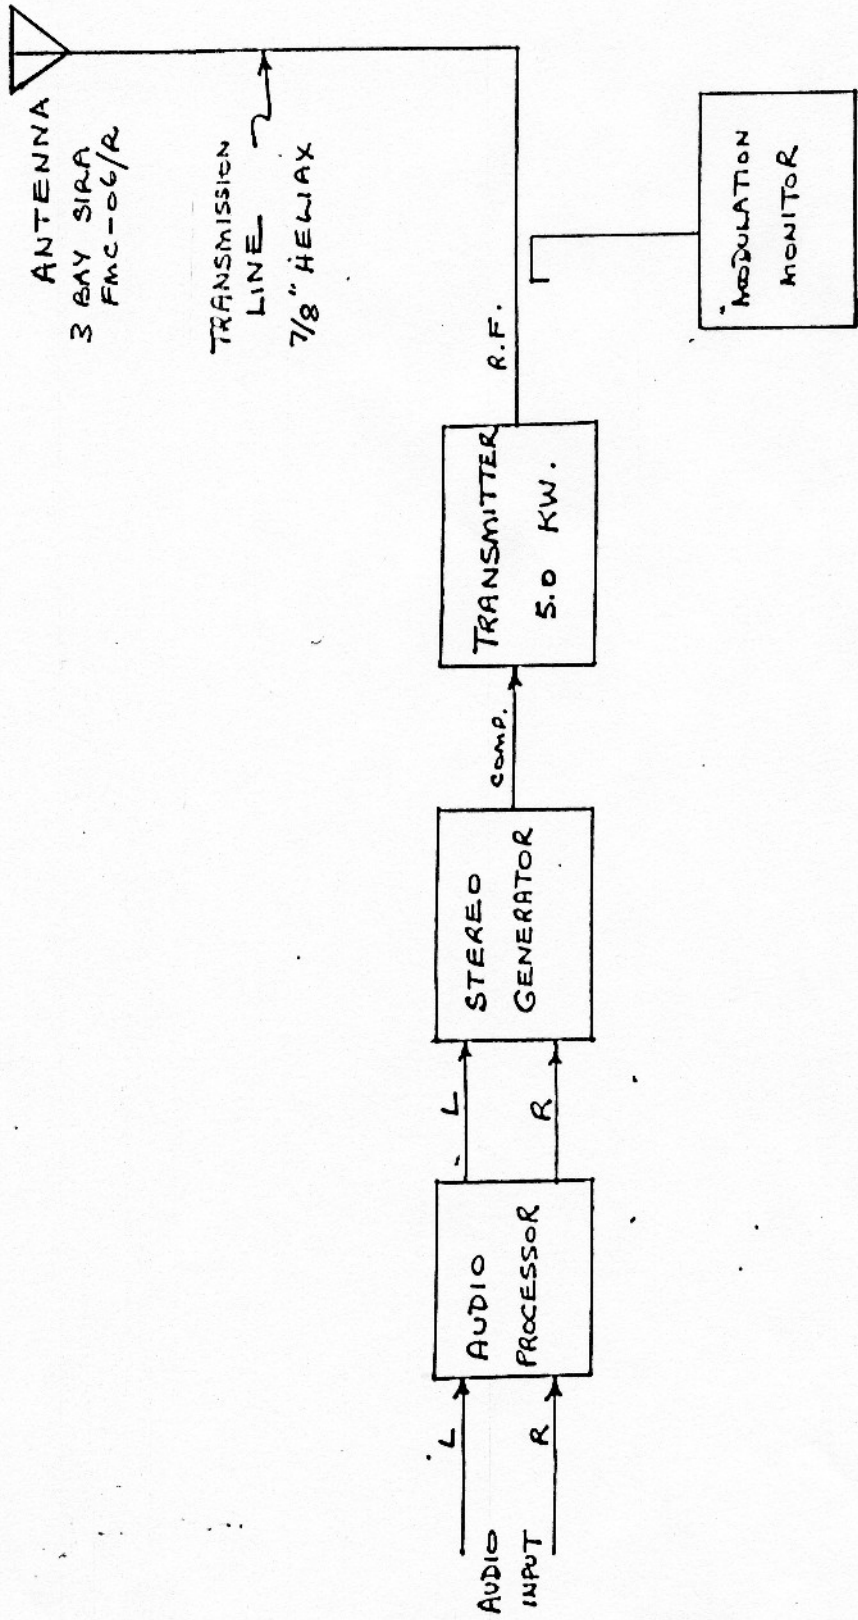 ANTENNA
3 BAY SIRA
FMC-06/R
TRANSMISSION
LINE
7/8" HELIAX
AUDIO
INPUT
L
R
AUDIO
PROCESSOR
L
R
STEREO
GENERATOR
COMP.
TRANSMITTER
5.0 KW.
R.F.
MODULATION
MONITOR